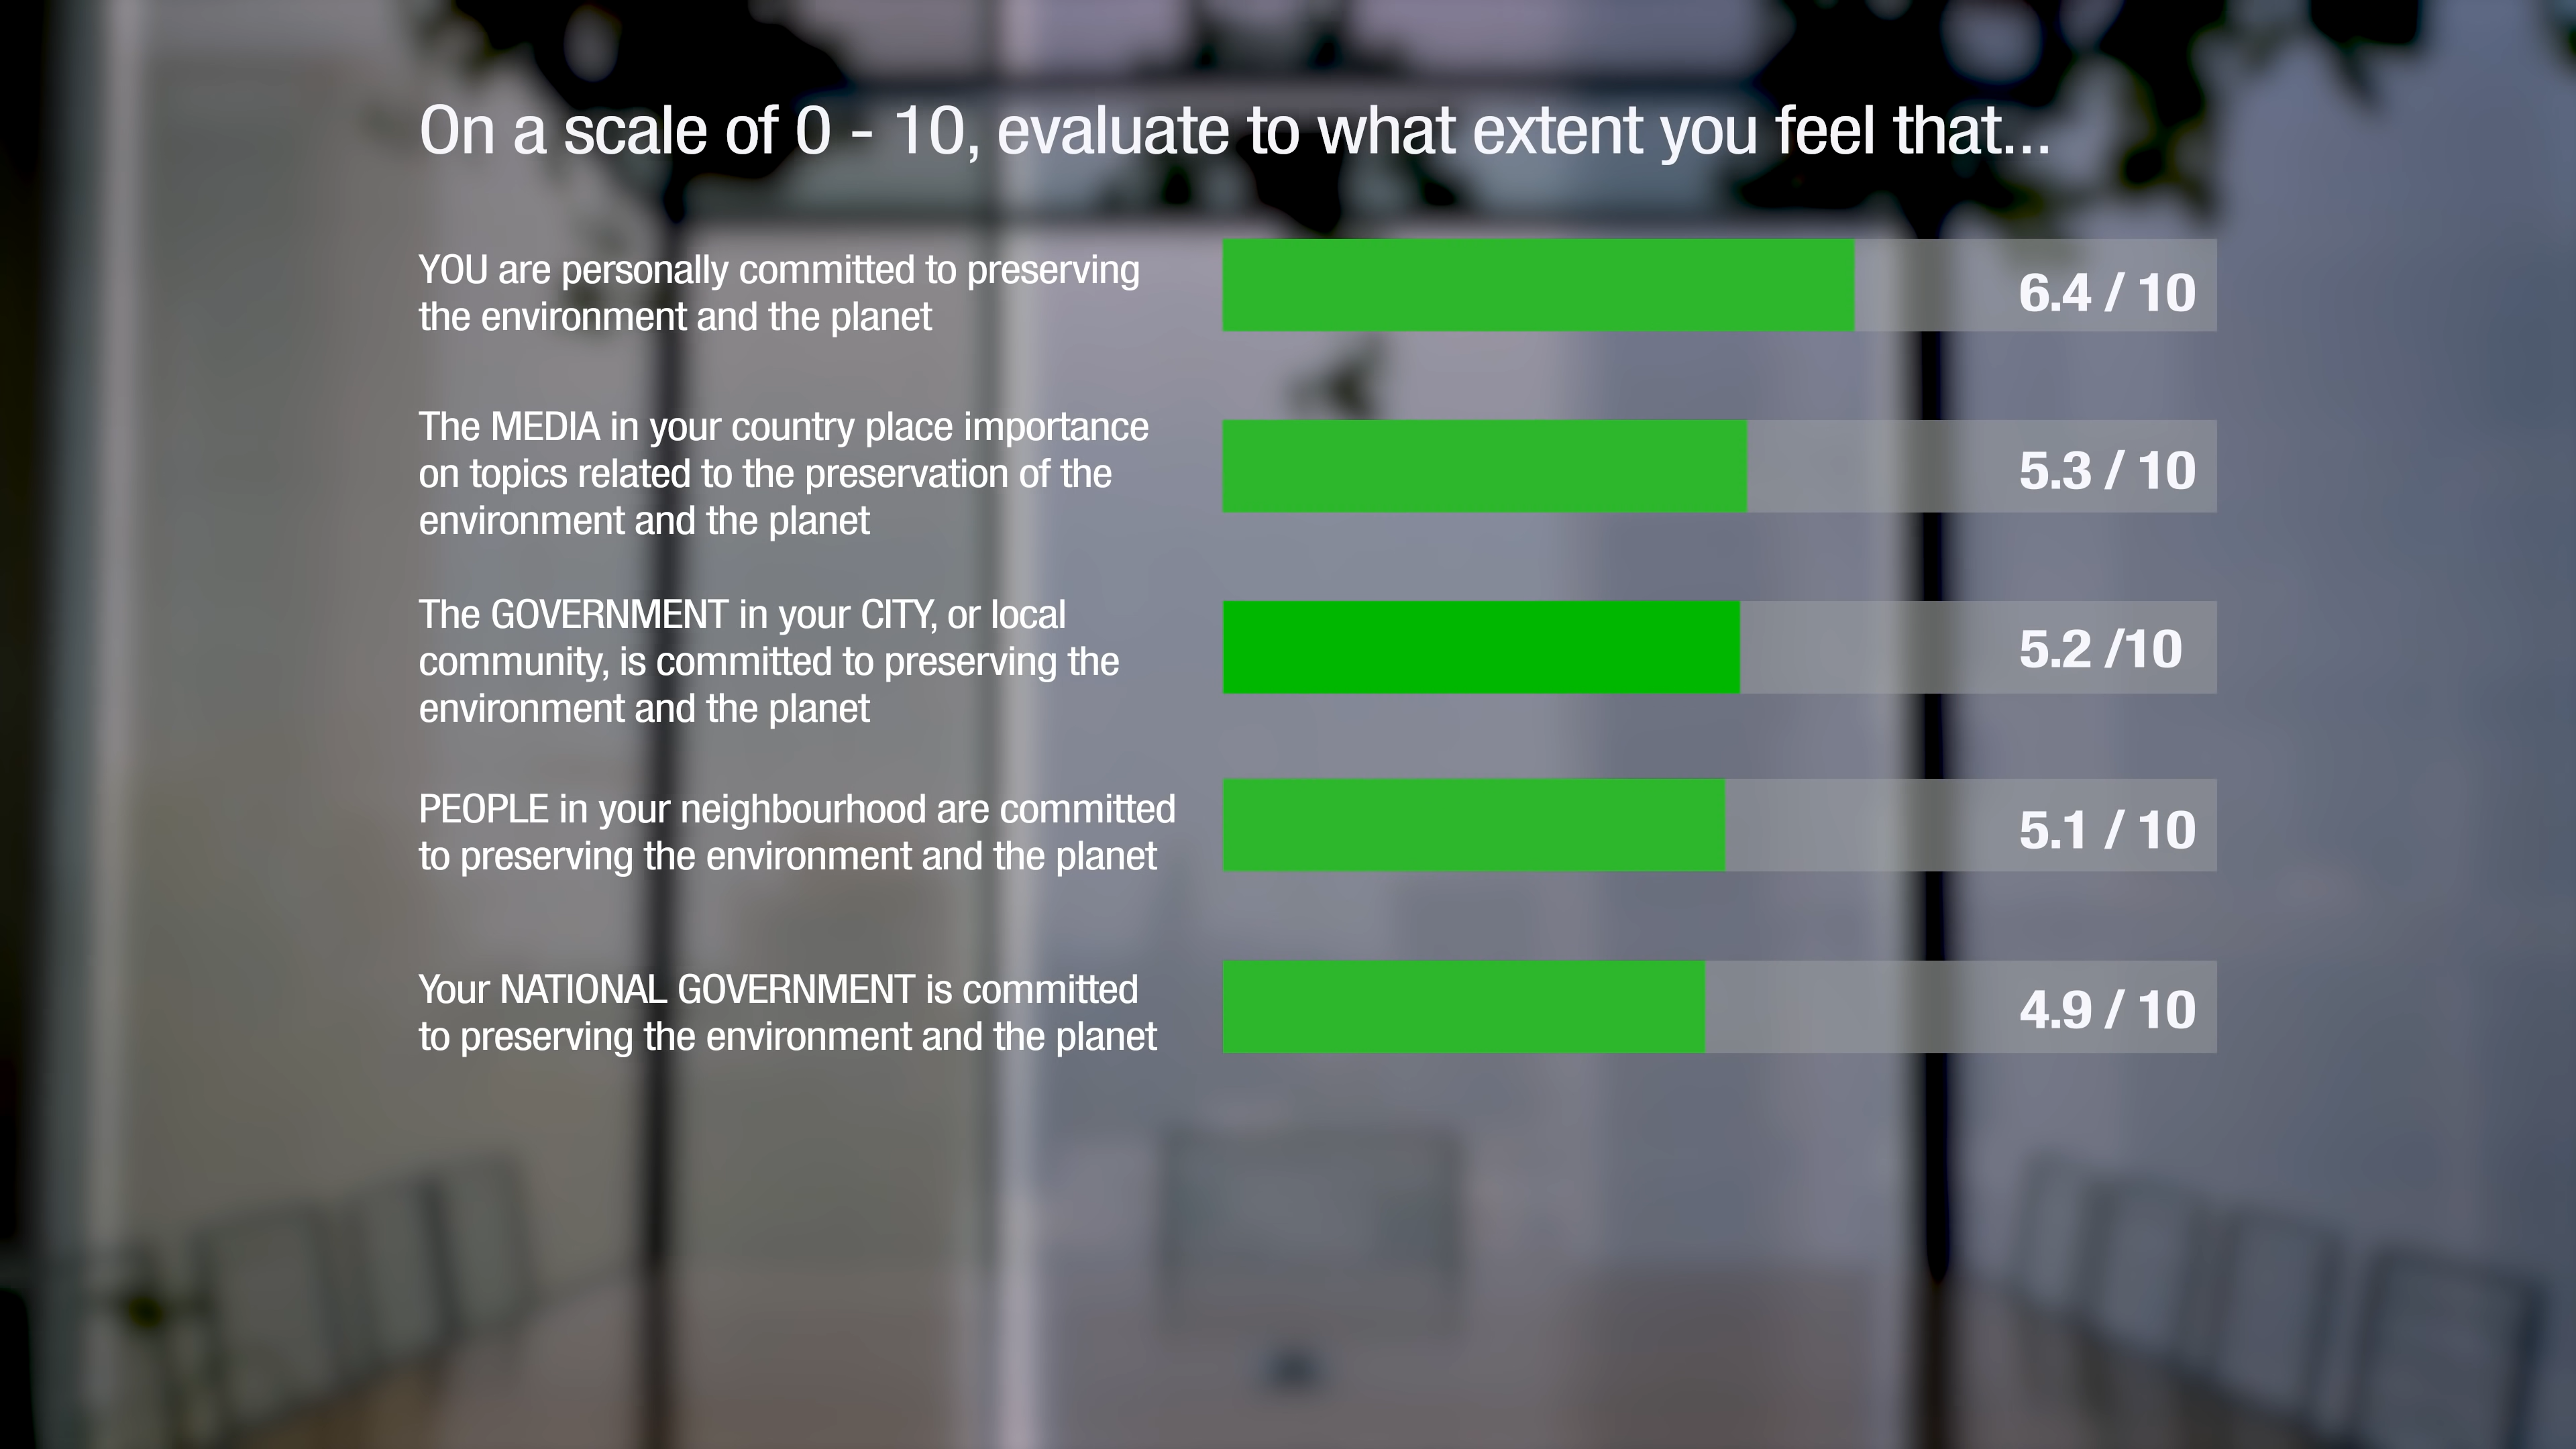 On a scale of 0 - 10, evaluate to what extent you feel that...
YOU are personally committed to preserving
the environment and the planet
6.4 / 10
The MEDIA in your country place importance
on topics related to the preservation of the
environment and the planet
5.3 / 10
The GOVERNMENT in your CITY, or local
community, is committed to preserving the
environment and the planet
5.2 /10
PEOPLE in your neighbourhood are committed
to preserving the environment and the planet
5.1 / 10
Your NATIONAL GOVERNMENT is committed
to preserving the environment and the planet
4.9 / 10